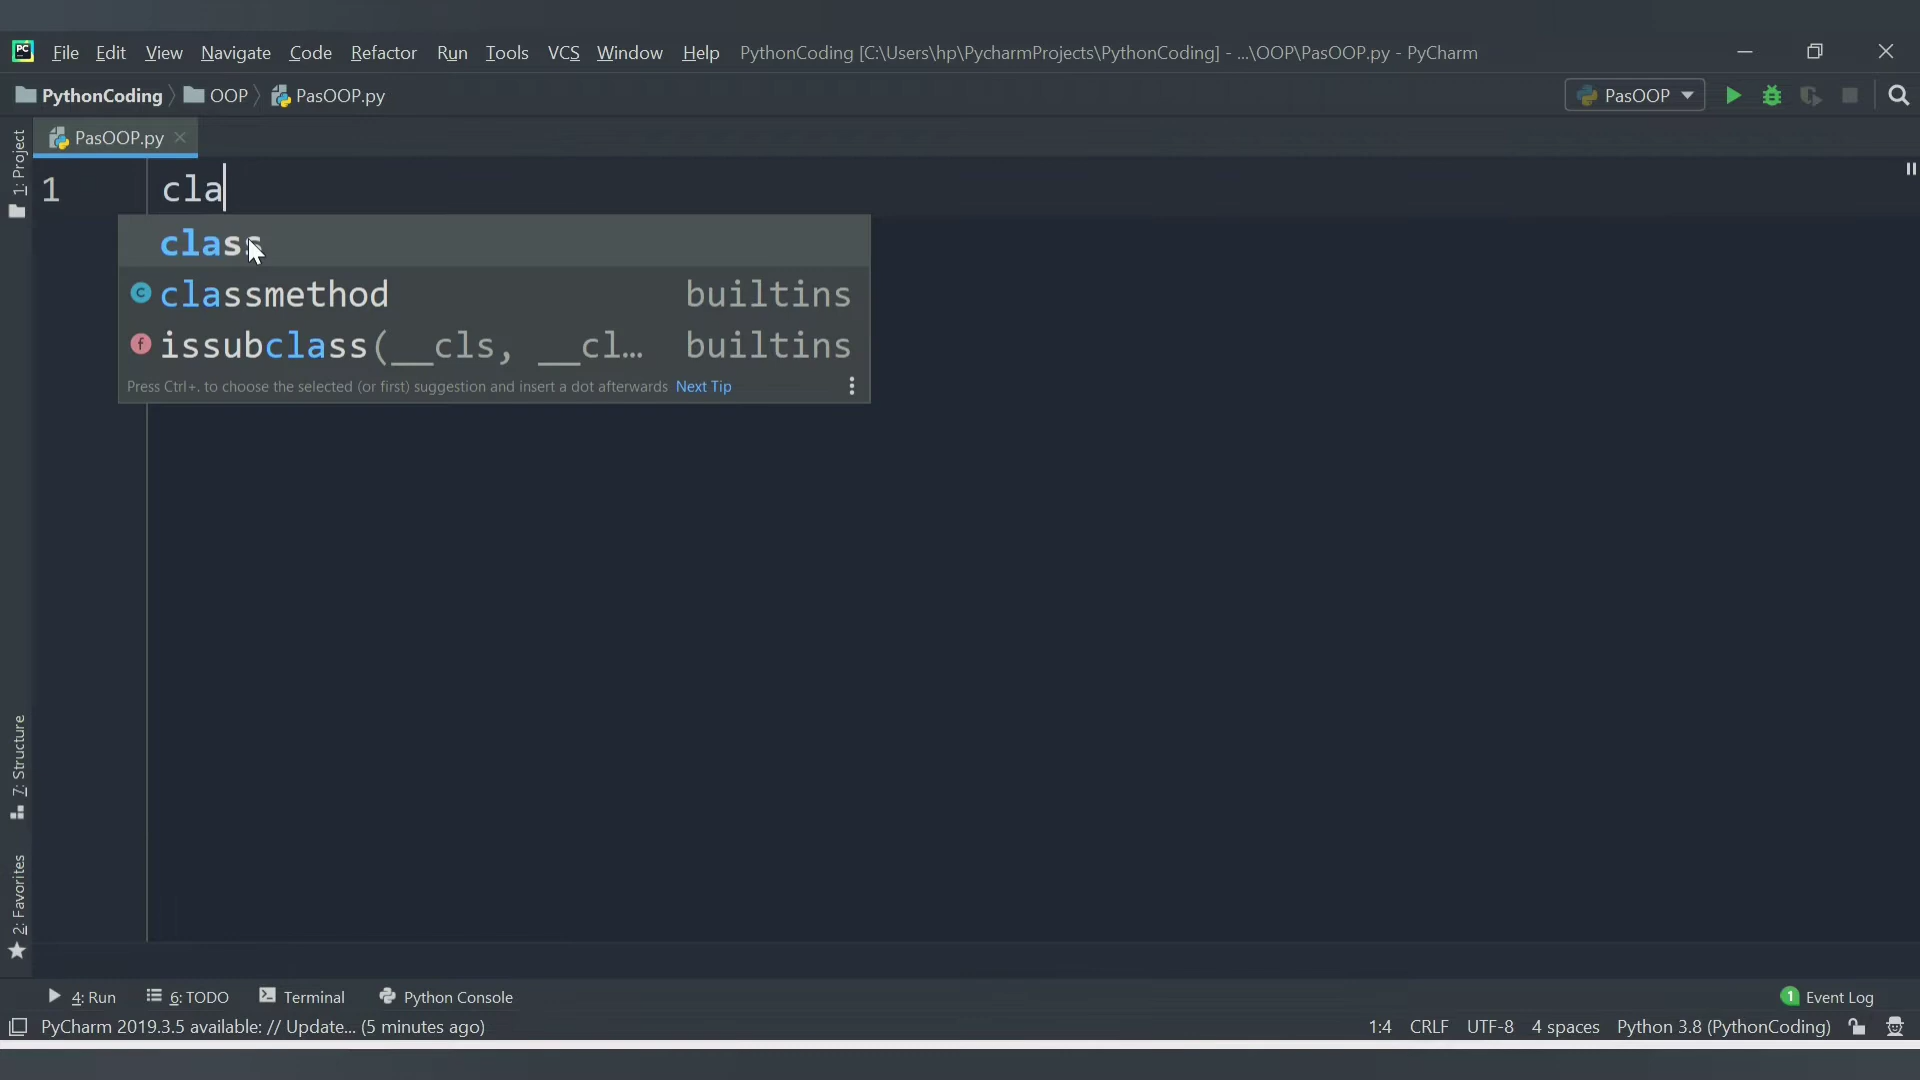 PC File Edit View Navigate Code Refactor Run Tools VCS Window Help PythonCoding [C:\Users\hp\PycharmProjects\PythonCoding] - ...\OOP\PasOOP.py - PyCharm
PythonCoding OOP PasOOP.py PasOOP
1: Project
PasOOP.py
1 cla
class
c classmethod builtins
f issubclass(__cls, __cl... builtins
Press Ctrl+. to choose the selected (or first) suggestion and insert a dot afterwards Next Tip
7: Structure
2: Favorites
4: Run 6: TODO Terminal Python Console 1 Event Log
PyCharm 2019.3.5 available: // Update... (5 minutes ago) 1:4 CRLF UTF-8 4 spaces Python 3.8 (PythonCoding)